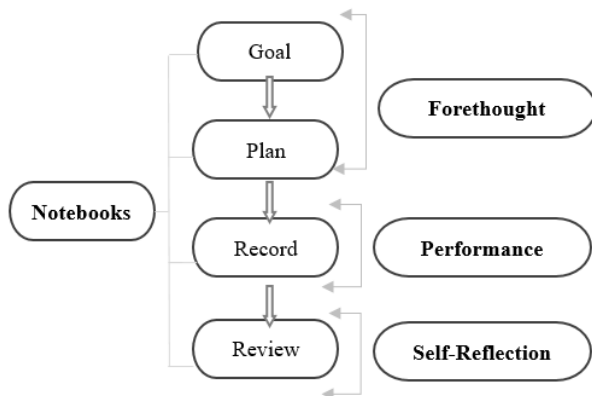 Goal
Forethought
Plan
Notebooks
Record
Performance
Review
Self-Reflection